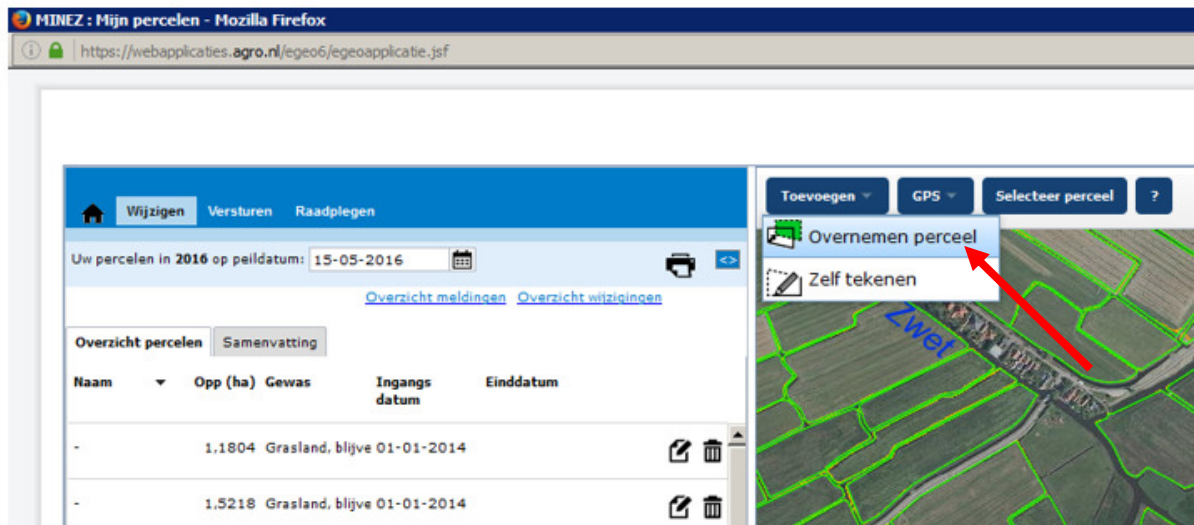 MINEZ : Mijn percelen - Mozilla Firefox
https://webapplicaties.agro.nl/egeo6/egeoapplicatie.jsf
Wijzigen Versturen Raadplegen
Uw percelen in 2016 op peildatum: 15-05-2016 <>
Overzicht meldingen Overzicht wijzigingen
Overzicht percelen Samenvatting
Naam Opp (ha) Gewas Ingangs datum Einddatum
- 1,1804 Grasland, blijve 01-01-2014
- 1,5218 Grasland, blijve 01-01-2014
Toevoegen GPS Selecteer perceel ?
Overnemen perceel
Zelf tekenen
Zwet